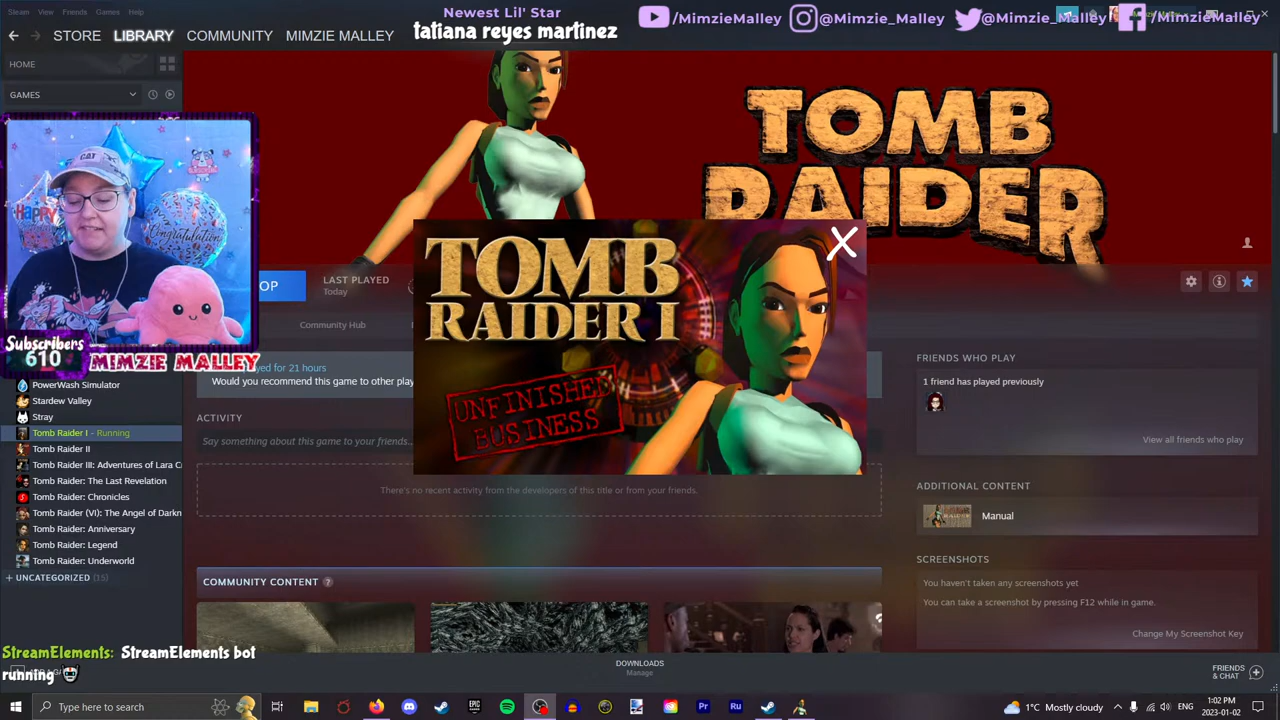 Steam View Friends Games Help
Newest Lil' Star
tatiana reyes martinez
/MimzieMalley @Mimzie_Malley @Mimzie_Malley /MimzieMalley
STORE LIBRARY COMMUNITY MIMZIE MALLEY
HOME
GAMES
TOMB
RAIDER
CAT
HAPPY
Congratulations
Subscribers
610
MIMZIE MALLEY
OP
LAST PLAYED
Today
Community Hub
TOMB
RAIDER I
UNFINISHED
BUSINESS
played for 21 hours
Would you recommend this game to other play
ACTIVITY
Say something about this game to your friends...
There's no recent activity from the developers of this title or from your friends.
COMMUNITY CONTENT ?
FRIENDS WHO PLAY
1 friend has played previously
View all friends who play
ADDITIONAL CONTENT
Manual
SCREENSHOTS
You haven't taken any screenshots yet
You can take a screenshot by pressing F12 while in game.
Change My Screenshot Key
PowerWash Simulator
Stardew Valley
Stray
Tomb Raider I - Running
Tomb Raider II
Tomb Raider III: Adventures of Lara C
Tomb Raider: The Last Revelation
Tomb Raider: Chronicles
Tomb Raider (VI): The Angel of Darkn
Tomb Raider: Anniversary
Tomb Raider: Legend
Tomb Raider: Underworld
+ UNCATEGORIZED (15)
StreamElements: StreamElements bot
running
DOWNLOADS
Manage
FRIENDS
& CHAT
Type here to search
EPIC
Pr
Ru
1°C Mostly cloudy
ENG
1:02 PM
2023-01-02